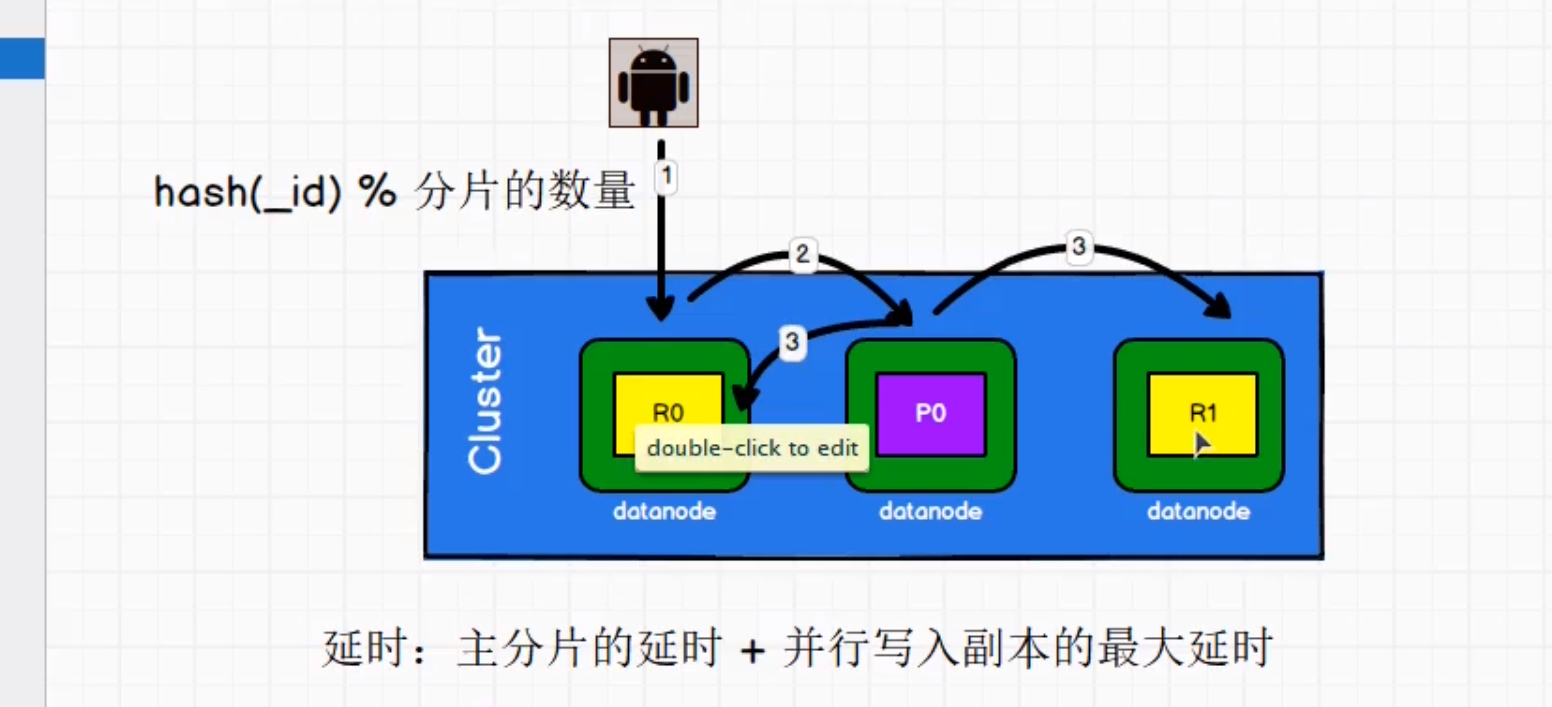 hash(_id) % 分片的数量
1
2
3
3
Cluster
R0
P0
R1
double-click to edit
datanode
datanode
datanode
延时：主分片的延时 + 并行写入副本的最大延时